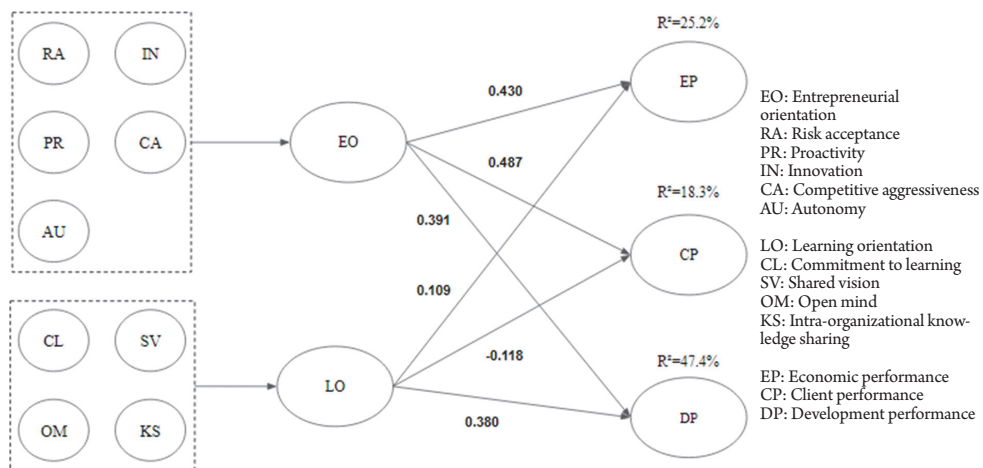 RA
IN
PR
CA
AU
EO
CL
SV
OM
KS
LO
0.430
0.487
0.391
0.109
-0.118
0.380
R²=25.2%
EP
R²=18.3%
CP
R²=47.4%
DP
EO: Entrepreneurial
orientation
RA: Risk acceptance
PR: Proactivity
IN: Innovation
CA: Competitive aggressiveness
AU: Autonomy
LO: Learning orientation
CL: Commitment to learning
SV: Shared vision
OM: Open mind
KS: Intra-organizational know-
ledge sharing
EP: Economic performance
CP: Client performance
DP: Development performance